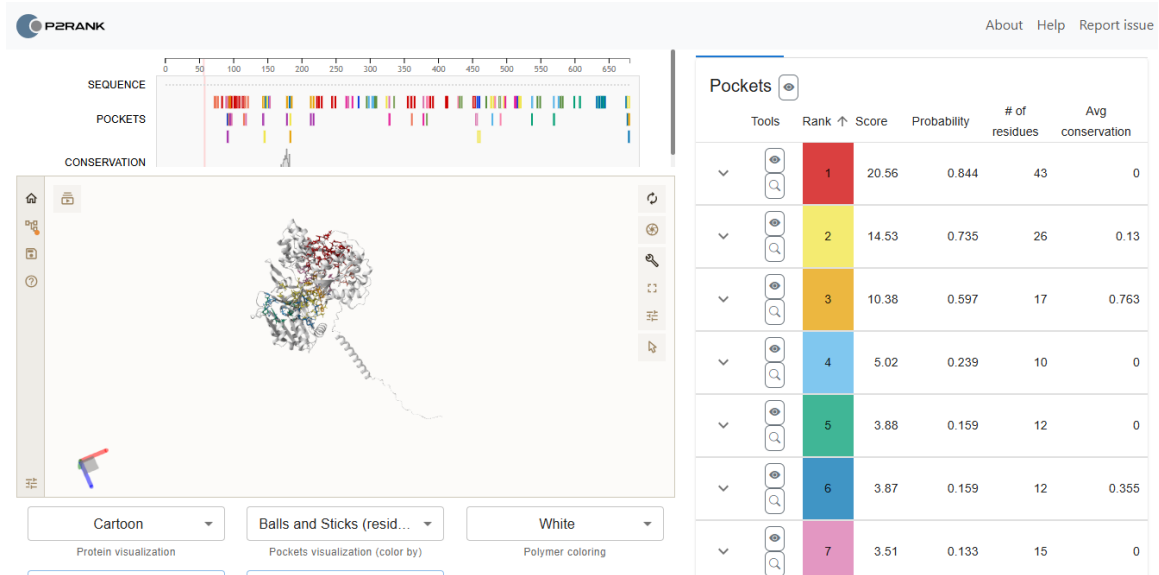 P2RANK
About Help Report issue
0 50 100 150 200 250 300 350 400 450 500 550 600 650
SEQUENCE
POCKETS
CONSERVATION
Cartoon
Protein visualization
Balls and Sticks (resid...
Pockets visualization (color by)
White
Polymer coloring
Pockets
Tools Rank ↑ Score Probability # of residues Avg conservation
1 20.56 0.844 43 0
2 14.53 0.735 26 0.13
3 10.38 0.597 17 0.763
4 5.02 0.239 10 0
5 3.88 0.159 12 0
6 3.87 0.159 12 0.355
7 3.51 0.133 15 0